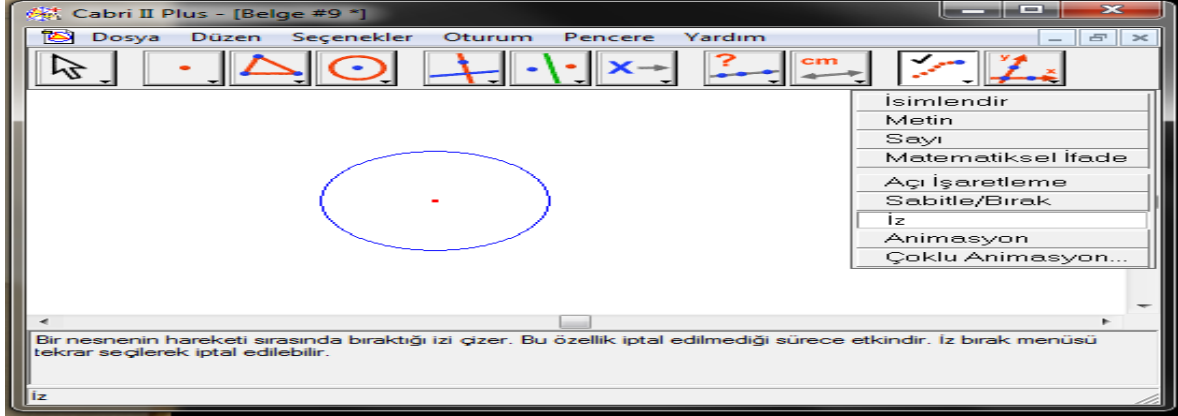 Cabri II Plus - [Belge #9 *]
Dosya Düzen Seçenekler Oturum Pencere Yardım
? cm y x
İsimlendir
Metin
Sayı
Matematiksel İfade
Açı İşaretleme
Sabitle/Bırak
İz
Animasyon
Çoklu Animasyon...
Bir nesnenin hareketi sırasında bıraktığı izi çizer. Bu özellik iptal edilmediği sürece etkindir. İz bırak menüsü
tekrar seçilerek iptal edilebilir.
İz